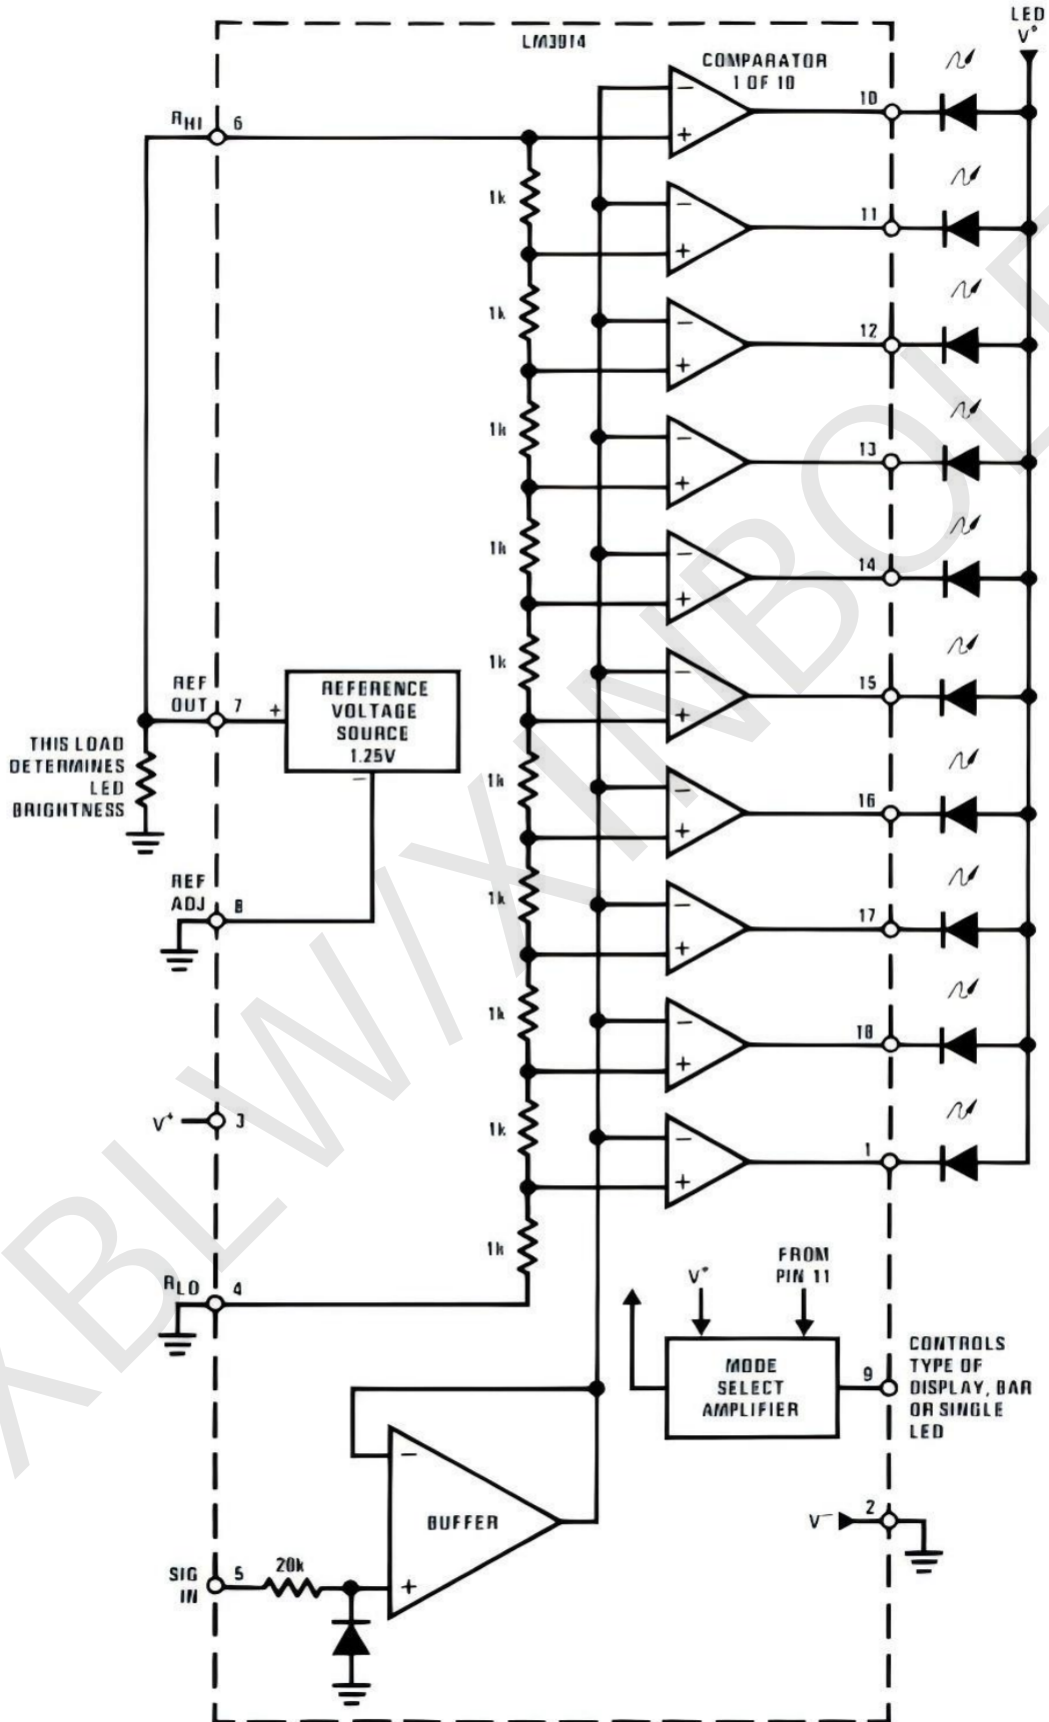 LED
V+
LM3914
COMPARATOR
1 OF 10
RHI
6
−
+
10
1k
−
+
11
1k
−
+
12
1k
−
+
13
1k
−
+
14
1k
−
+
15
REF
OUT
7
+
REFERENCE
VOLTAGE
SOURCE
1.25V
−
THIS LOAD
DETERMINES
LED
BRIGHTNESS
1k
−
+
16
REF
ADJ
8
1k
−
+
17
1k
−
+
18
V+
3
1k
−
+
1
1k
RLO
4
V+
FROM
PIN 11
MODE
SELECT
AMPLIFIER
9
CONTROLS
TYPE OF
DISPLAY, BAR
OR SINGLE
LED
−
BUFFER
+
V−
2
SIG
IN
5
20k
XBLW/XINBOLE